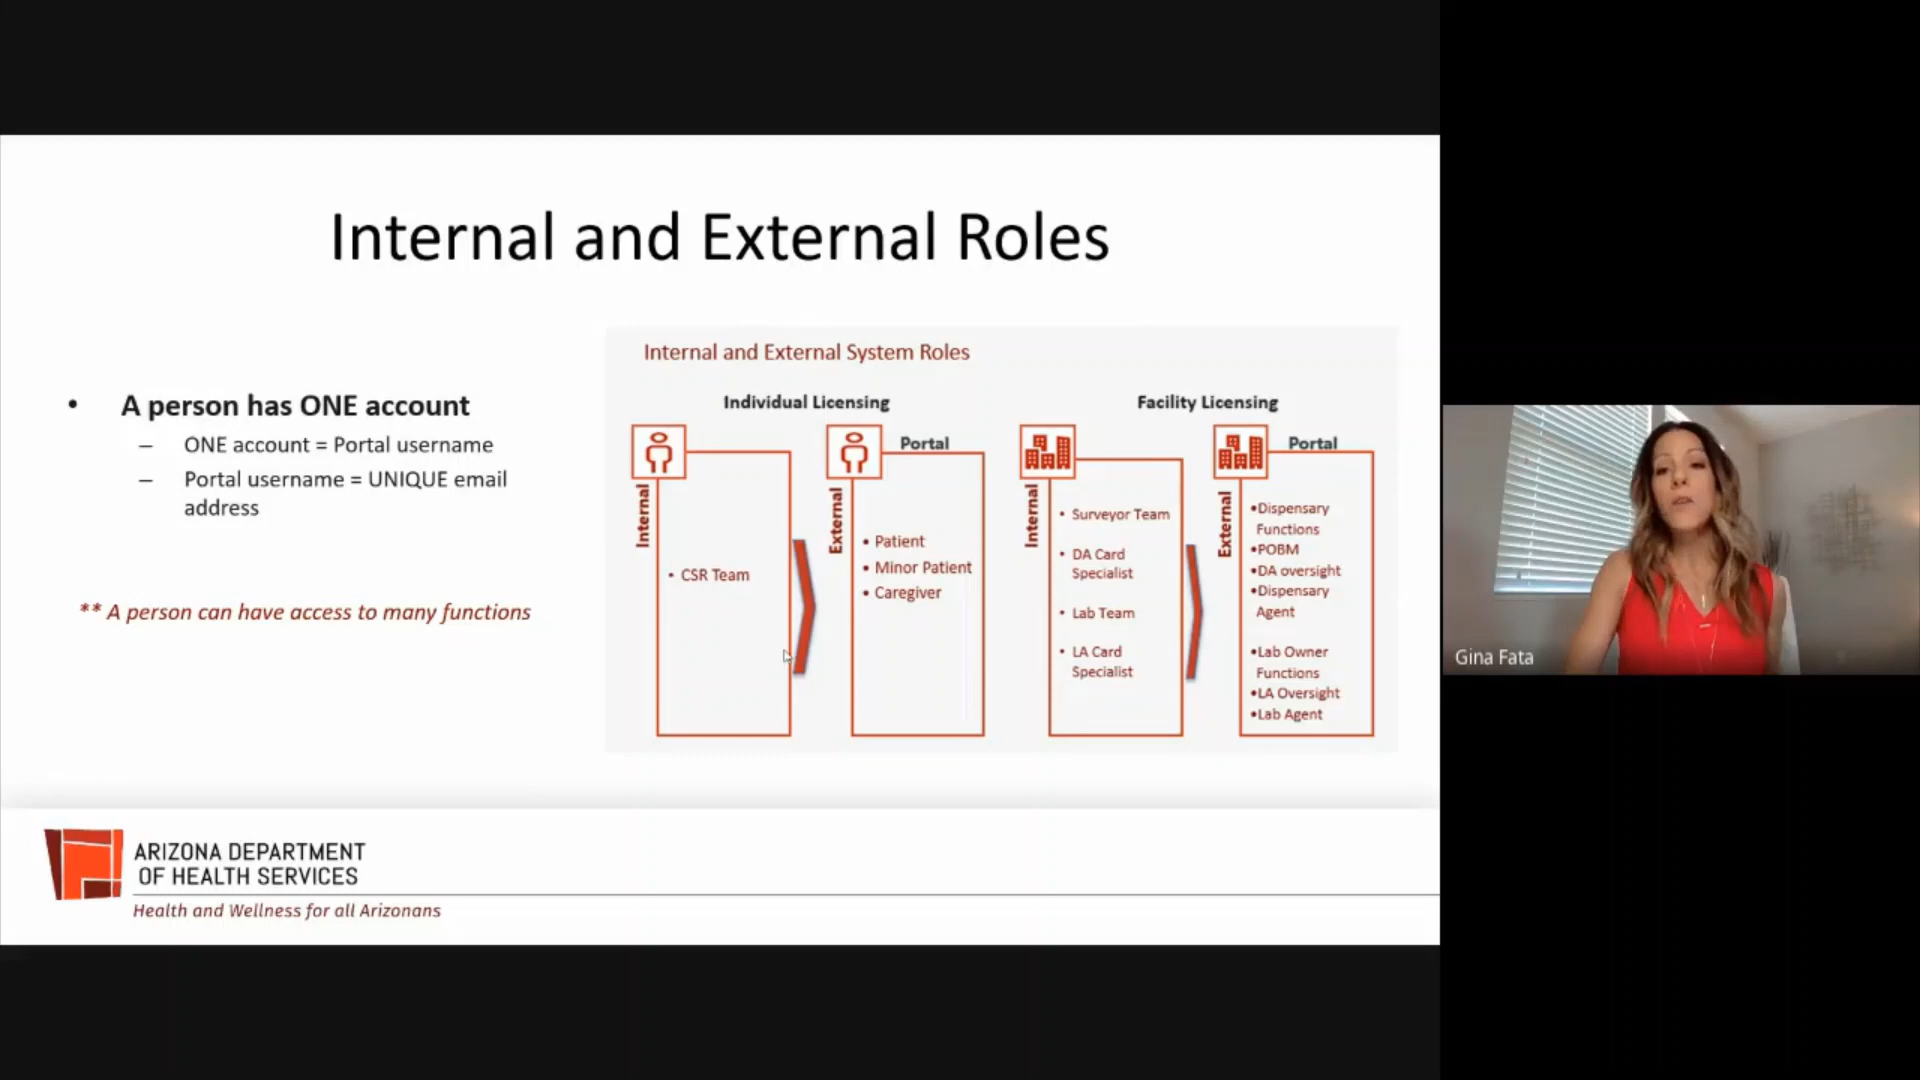 Internal and External Roles
• A person has ONE account
– ONE account = Portal username
– Portal username = UNIQUE email
address
** A person can have access to many functions
Internal and External System Roles
Individual Licensing
Internal
• CSR Team
Portal
External
• Patient
• Minor Patient
• Caregiver
Facility Licensing
Internal
• Surveyor Team
• DA Card
Specialist
• Lab Team
• LA Card
Specialist
Portal
External
•Dispensary
Functions
•POBM
•DA oversight
•Dispensary
Agent
•Lab Owner
Functions
•LA Oversight
•Lab Agent
ARIZONA DEPARTMENT
OF HEALTH SERVICES
Health and Wellness for all Arizonans
Gina Fata